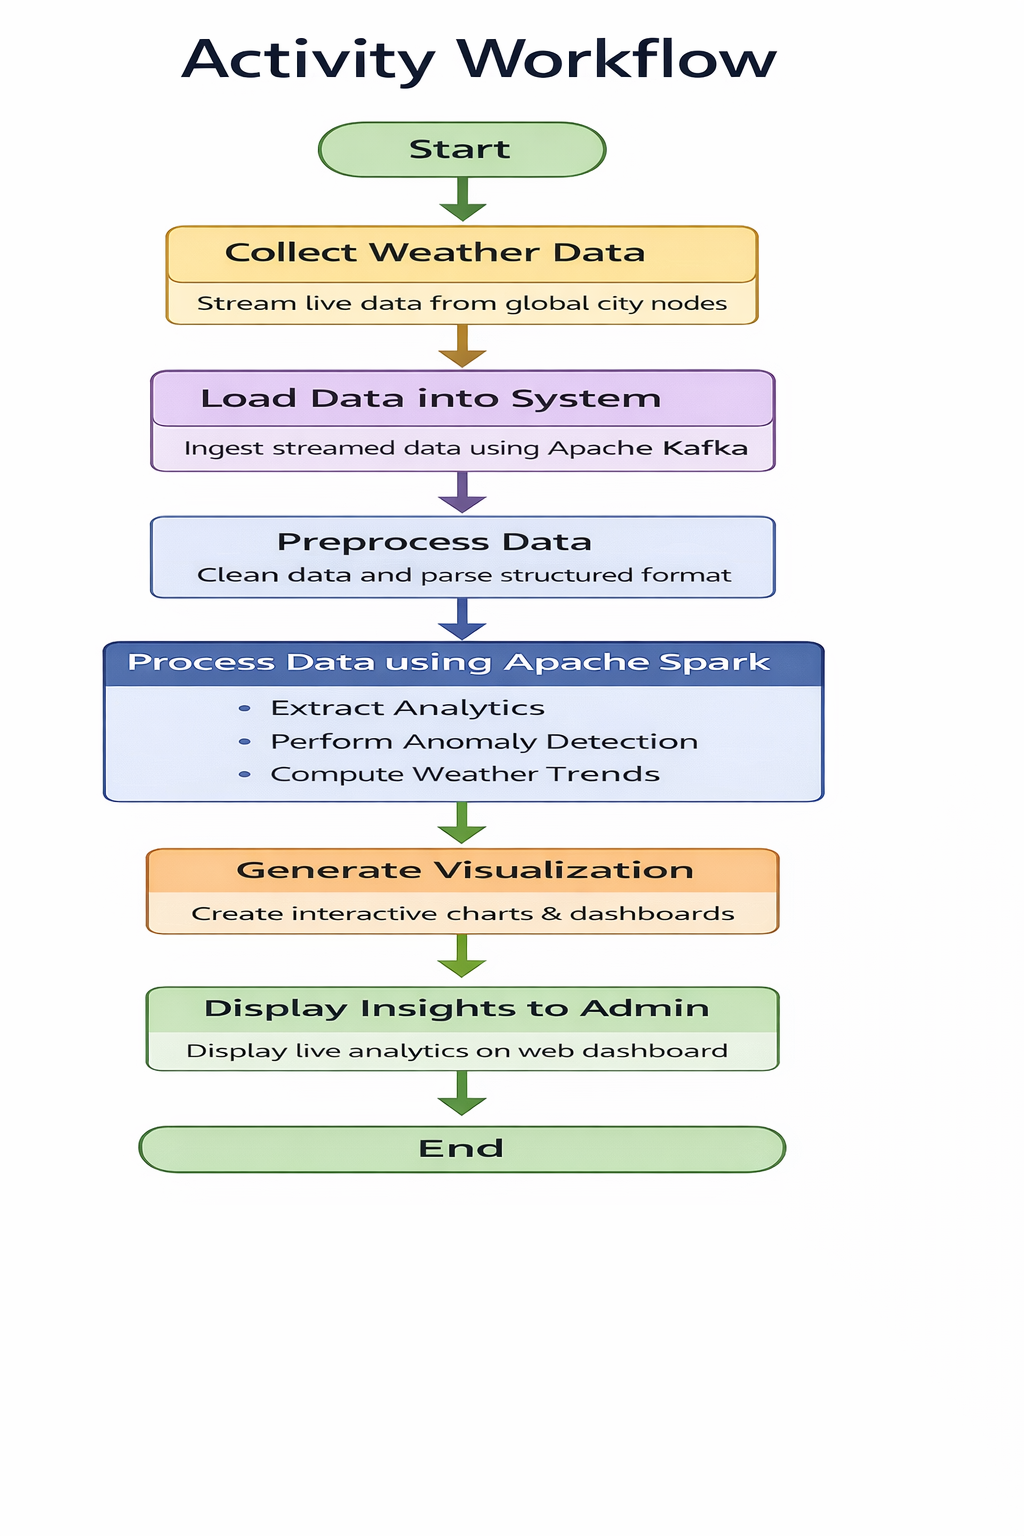 Activity Workflow
Start
Collect Weather Data
Stream live data from global city nodes
Load Data into System
Ingest streamed data using Apache Kafka
Preprocess Data
Clean data and parse structured format
Process Data using Apache Spark
• Extract Analytics
• Perform Anomaly Detection
• Compute Weather Trends
Generate Visualization
Create interactive charts & dashboards
Display Insights to Admin
Display live analytics on web dashboard
End